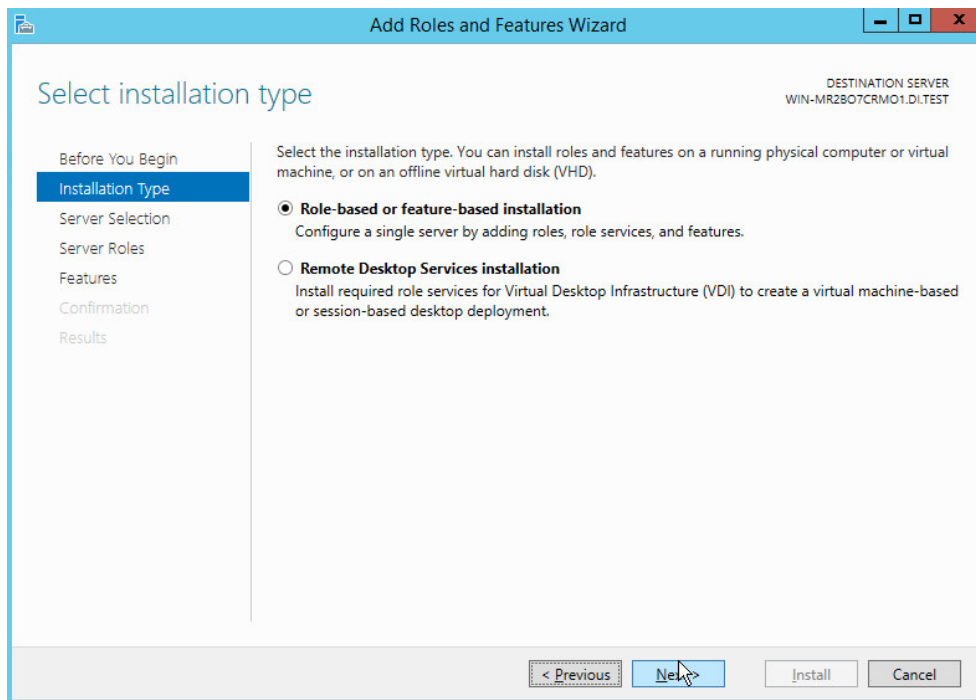 Add Roles and Features Wizard
Select installation type
DESTINATION SERVER
WIN-MR2BO7CRMO1.DI.TEST
Before You Begin
Installation Type
Server Selection
Server Roles
Features
Confirmation
Results
Select the installation type. You can install roles and features on a running physical computer or virtual
machine, or on an offline virtual hard disk (VHD).
Role-based or feature-based installation
Configure a single server by adding roles, role services, and features.
Remote Desktop Services installation
Install required role services for Virtual Desktop Infrastructure (VDI) to create a virtual machine-based
or session-based desktop deployment.
< Previous
Next >
Install
Cancel